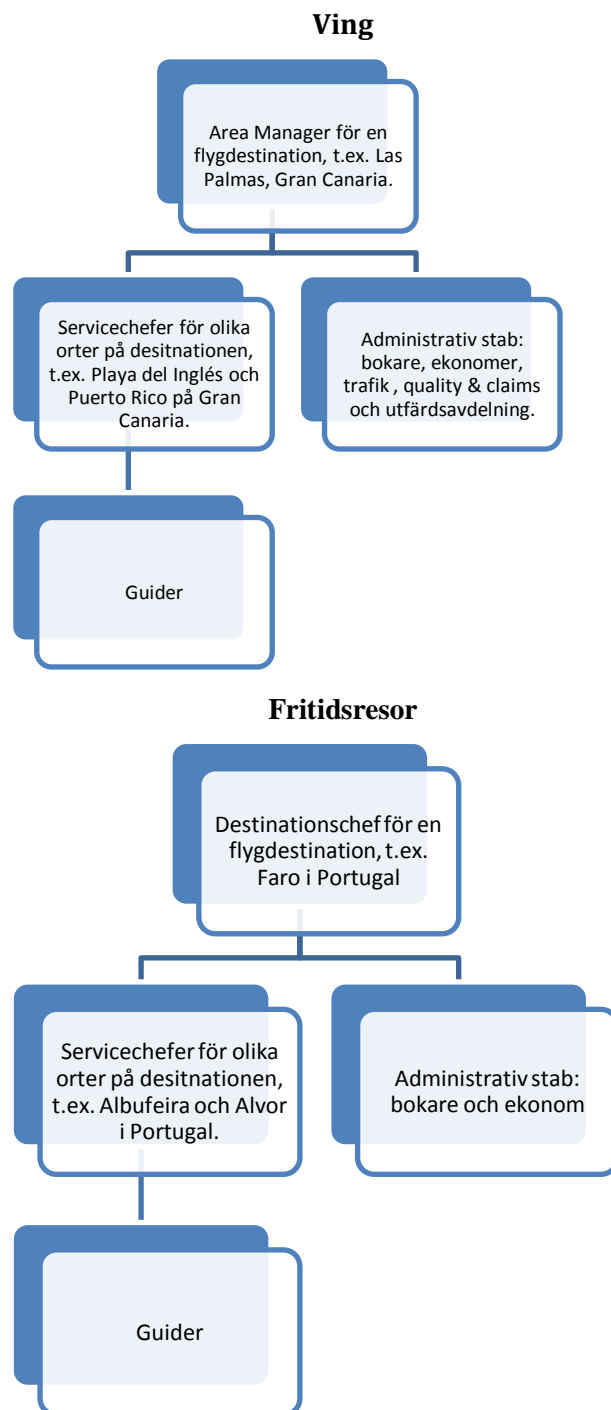 Ving
Area Manager för en
flygdestination, t.ex. Las
Palmas, Gran Canaria.
Servicechefer för olika
orter på desitnationen,
t.ex. Playa del Inglés och
Puerto Rico på Gran
Canaria.
Administrativ stab:
bokare, ekonomer,
trafik , quality & claims
och utfärdsavdelning.
Guider
Fritidsresor
Destinationschef för en
flygdestination, t.ex.
Faro i Portugal
Servicechefer för olika
orter på desitnationen,
t.ex. Albufeira och Alvor
i Portugal.
Administrativ stab:
bokare och ekonom
Guider